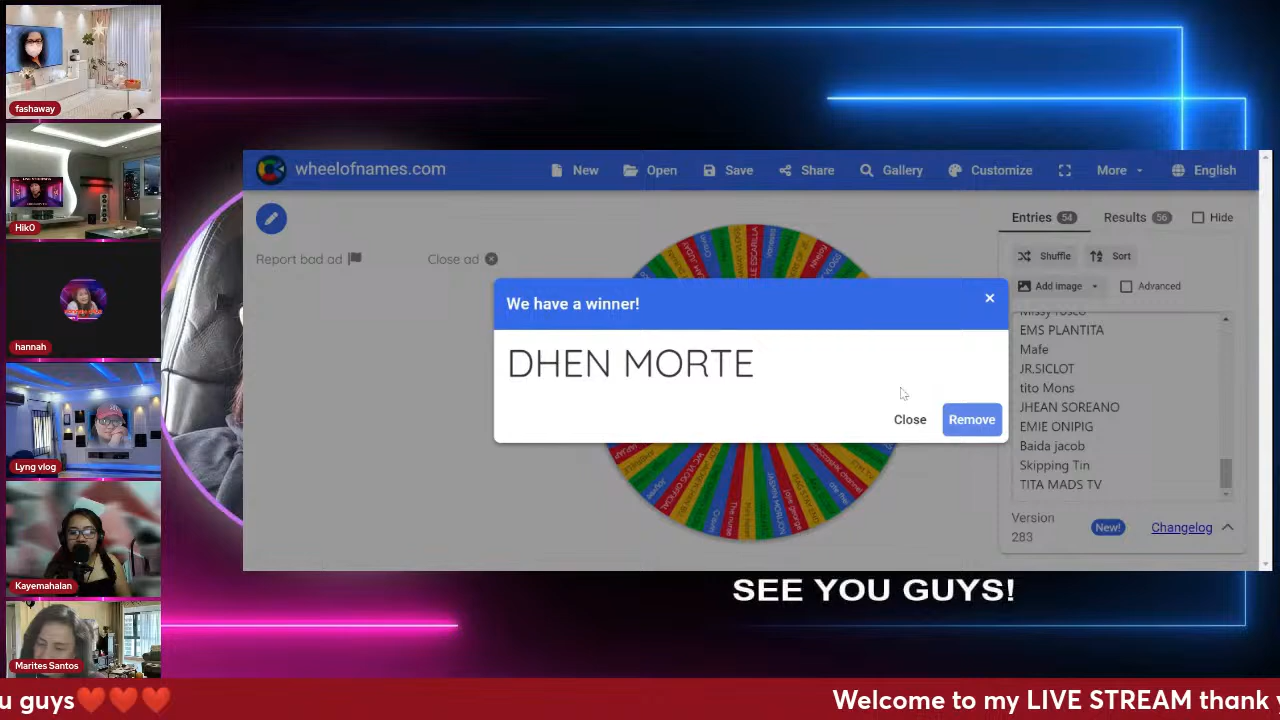 fashaway
Hik0
hannah
Lyng vlog
Kayemahalan
Marites Santos
wheelofnames.com
New
Open
Save
Share
Gallery
Customize
More
English
Report bad ad
Close ad
Entries 54
Results 56
Hide
Shuffle
Sort
Add image
Advanced
Missy rosco
EMS PLANTITA
Mafe
JR.SICLOT
tito Mons
JHEAN SOREANO
EMIE ONIPIG
Baida jacob
Skipping Tin
TITA MADS TV
Version
283
New!
Changelog
We have a winner!
DHEN MORTE
Close
Remove
SEE YOU GUYS!
u guys❤️❤️❤️
Welcome to my LIVE STREAM thank y